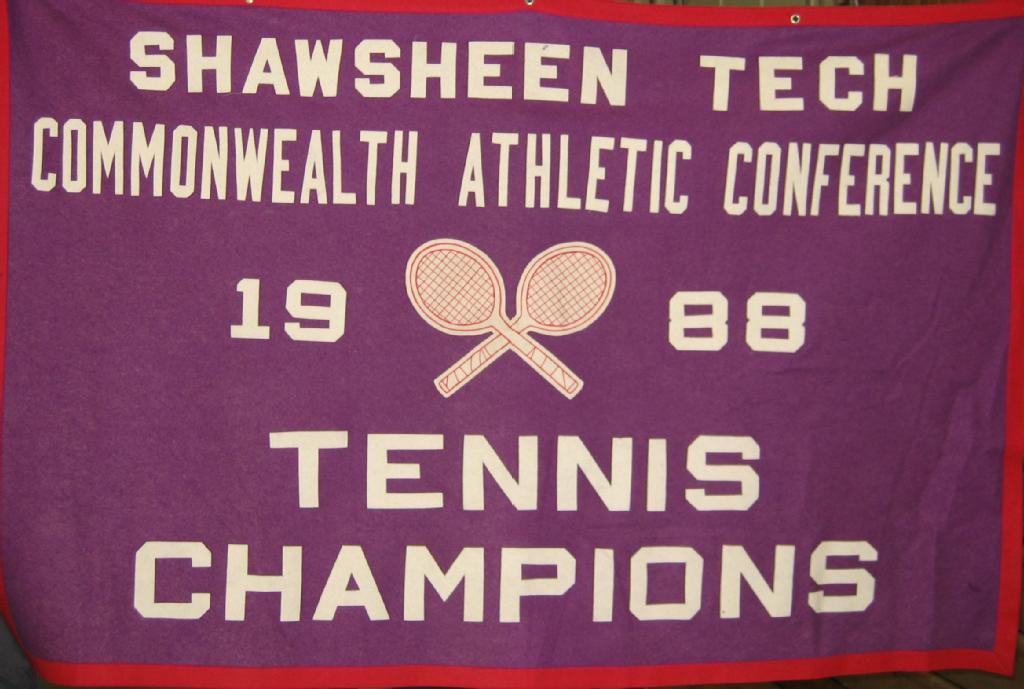 SHAWSHEEN TECH
COMMONWEALTH ATHLETIC CONFERENCE
19 88
TENNIS
CHAMPIONS